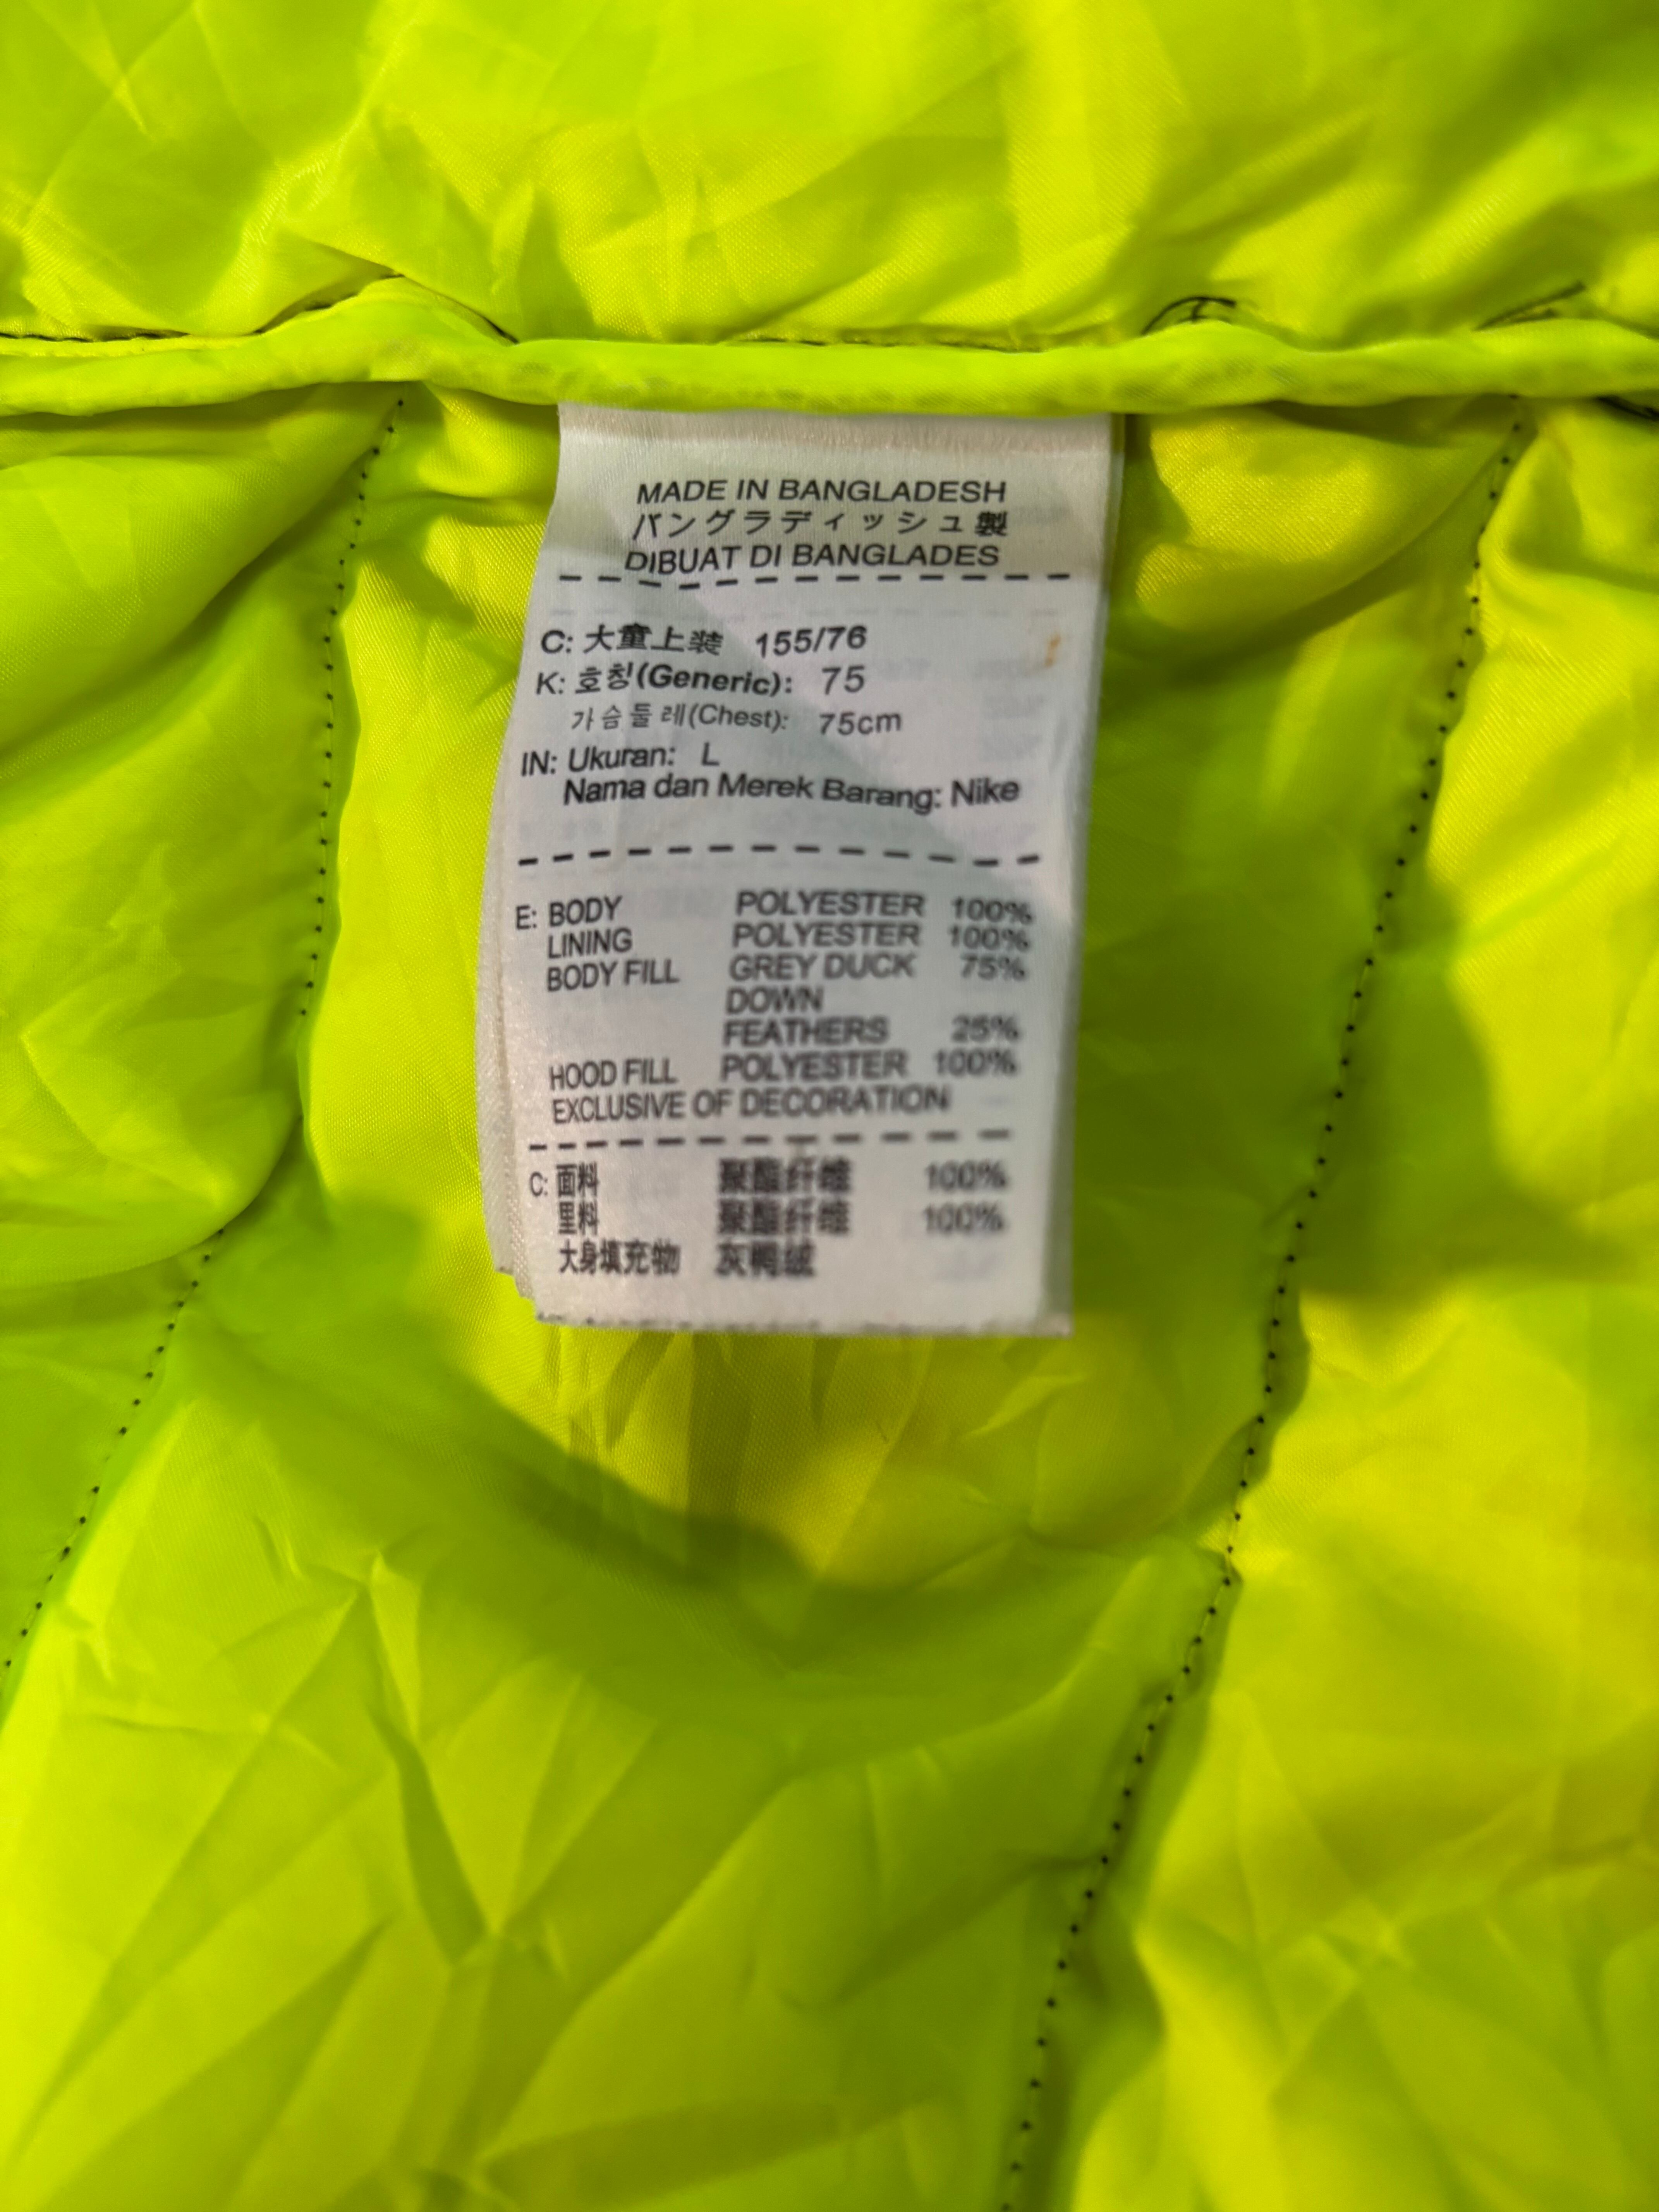 MADE IN BANGLADESH
バングラディッシュ製
DIBUAT DI BANGLADES
C: 大童上装 155/76
K: 호칭(Generic): 75
가슴둘레(Chest): 75cm
IN: Ukuran: L
Nama dan Merek Barang: Nike
E: BODY POLYESTER 100%
LINING POLYESTER 100%
BODY FILL GREY DUCK 75%
DOWN
FEATHERS 25%
HOOD FILL POLYESTER 100%
EXCLUSIVE OF DECORATION
C: 面料 聚酯纤维 100%
里料 聚酯纤维 100%
大身填充物 灰鸭绒